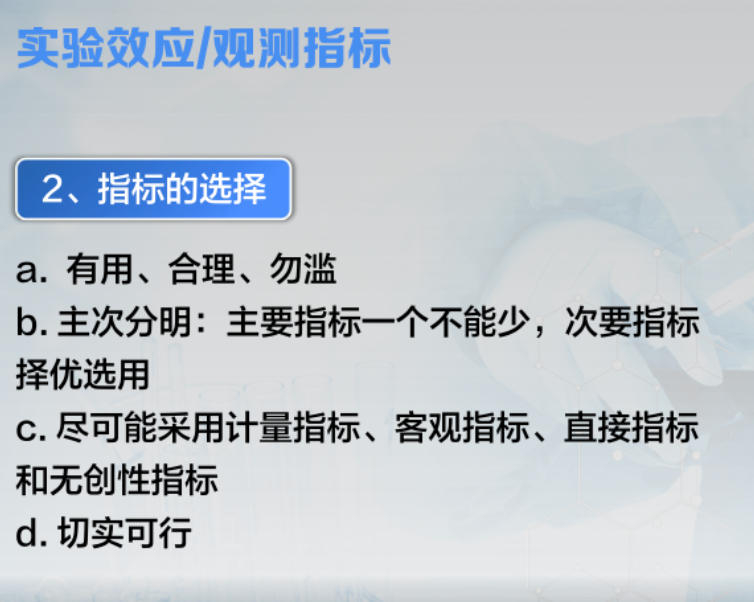 实验效应/观测指标
2、指标的选择
a. 有用、合理、勿滥
b. 主次分明：主要指标一个不能少，次要指标
择优选用
c. 尽可能采用计量指标、客观指标、直接指标
和无创性指标
d. 切实可行